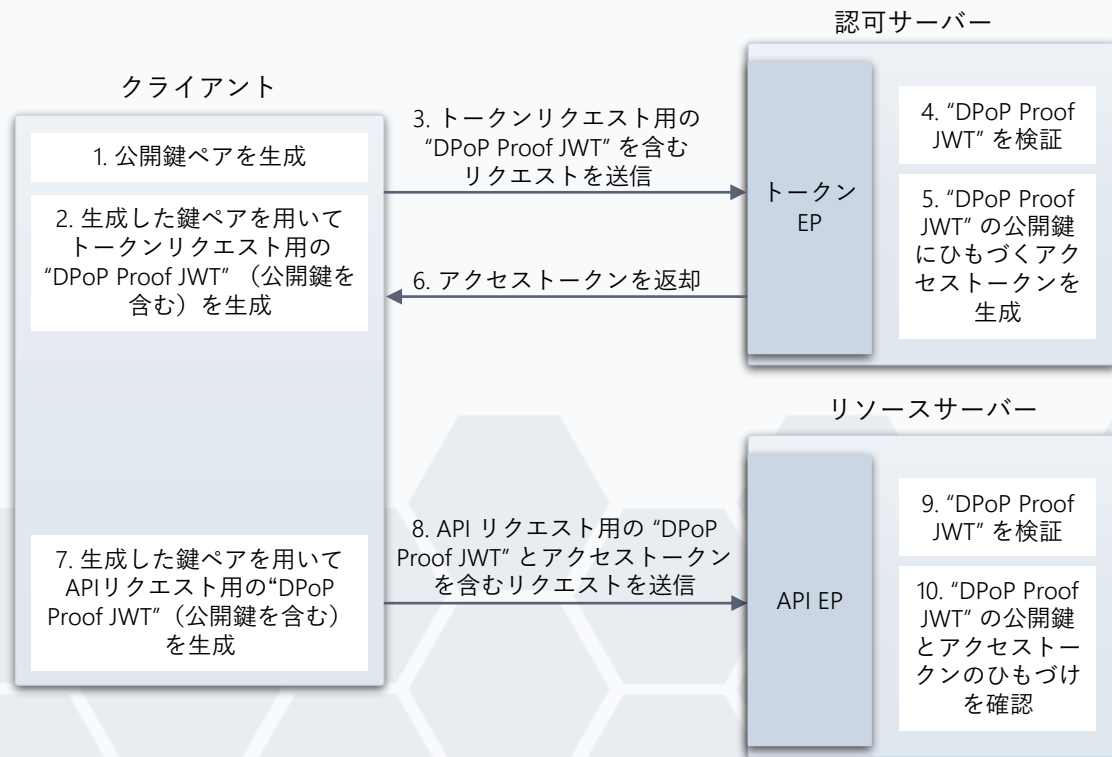 認可サーバー
クライアント
1. 公開鍵ペアを生成
2. 生成した鍵ペアを用いて
トークンリクエスト用の
“DPoP Proof JWT” （公開鍵を
含む）を生成
3. トークンリクエスト用の
“DPoP Proof JWT” を含む
リクエストを送信
トークン
EP
4. “DPoP Proof
JWT” を検証
5. “DPoP Proof
JWT” の公開鍵
にひもづくアク
セストークンを
生成
6. アクセストークンを返却
リソースサーバー
7. 生成した鍵ペアを用いて
APIリクエスト用の“DPoP
Proof JWT”（公開鍵を含む）
を生成
8. API リクエスト用の “DPoP
Proof JWT” とアクセストークン
を含むリクエストを送信
API EP
9. “DPoP Proof
JWT” を検証
10. “DPoP Proof
JWT” の公開鍵
とアクセストー
クンのひもづけ
を確認